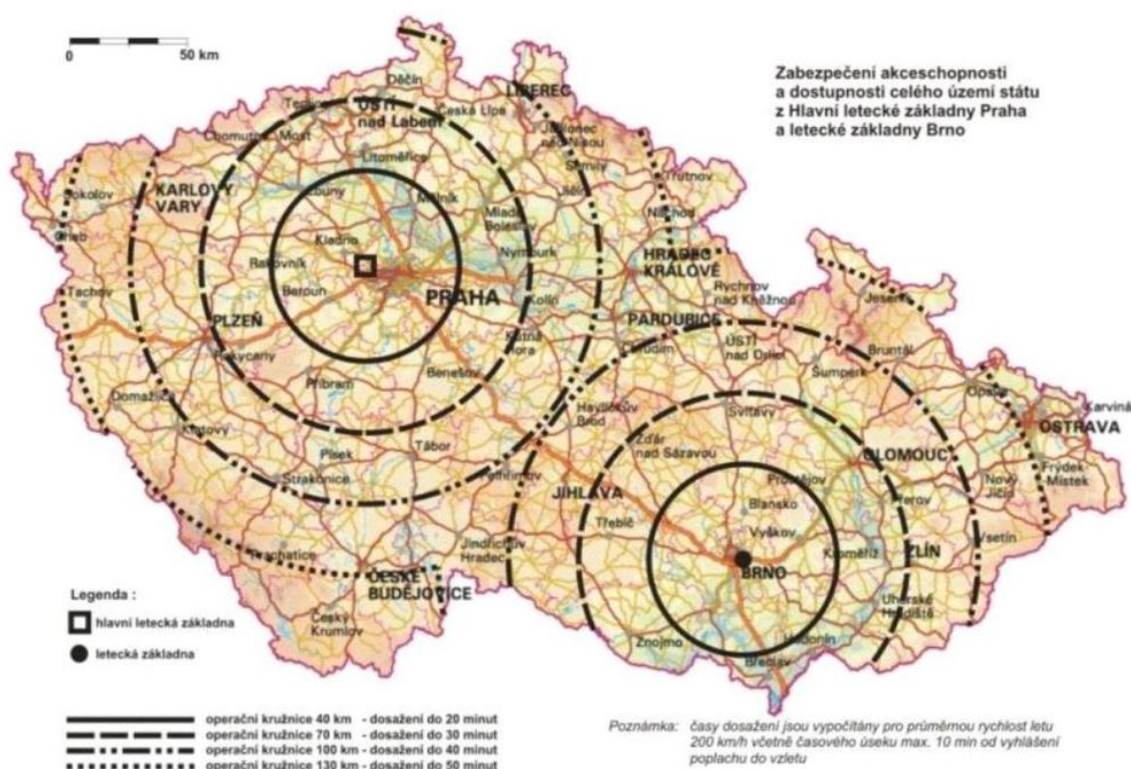 0 50 km
Zabezpečení akceschopnosti
a dostupnosti celého území státu
z Hlavní letecké základny Praha
a letecké základny Brno
Děčín
LIBEREC
Teplice
ÚSTÍ
nad Labem
Česká Lípa
Chomutov
Most
Jablonec
nad Nisou
Litoměřice
Semily
Trutnov
Sokolov
KARLOVY
VARY
Louny
Mělník
Jičín
Mladá
Boleslav
Náchod
Cheb
Kladno
Nymburk
HRADEC
KRÁLOVÉ
Rakovník
Tachov
Beroun
PRAHA
Kolín
Rychnov
nad Kněžnou
Jeseník
PLZEŇ
PARDUBICE
Rokycany
Kutná
Hora
Chrudim
ÚSTÍ
nad Orlicí
Bruntál
Benešov
Šumperk
Příbram
Opava
Karviná
Domažlice
Havlíčkův
Brod
Svitavy
OSTRAVA
Klatovy
Písek
Tábor
Žďár
nad Sázavou
OLOMOUC
Strakonice
Pelhřimov
Prostějov
Frýdek
Místek
JIHLAVA
Blansko
Přerov
Nový
Jičín
Třebíč
Vyškov
Prachatice
Jindřichův
Hradec
Kroměříž
ZLÍN
Vsetín
ČESKÉ
BUDĚJOVICE
BRNO
Uherské
Hradiště
Český
Krumlov
Znojmo
Hodonín
Břeclav
Legenda :
hlavní letecká základna
letecká základna
operační kružnice 40 km - dosažení do 20 minut
operační kružnice 70 km - dosažení do 30 minut
operační kružnice 100 km - dosažení do 40 minut
operační kružnice 130 km - dosažení do 50 minut
Poznámka: časy dosažení jsou vypočítány pro průměrnou rychlost letu
200 km/h včetně časového úseku max. 10 min od vyhlášení
poplachu do vzletu